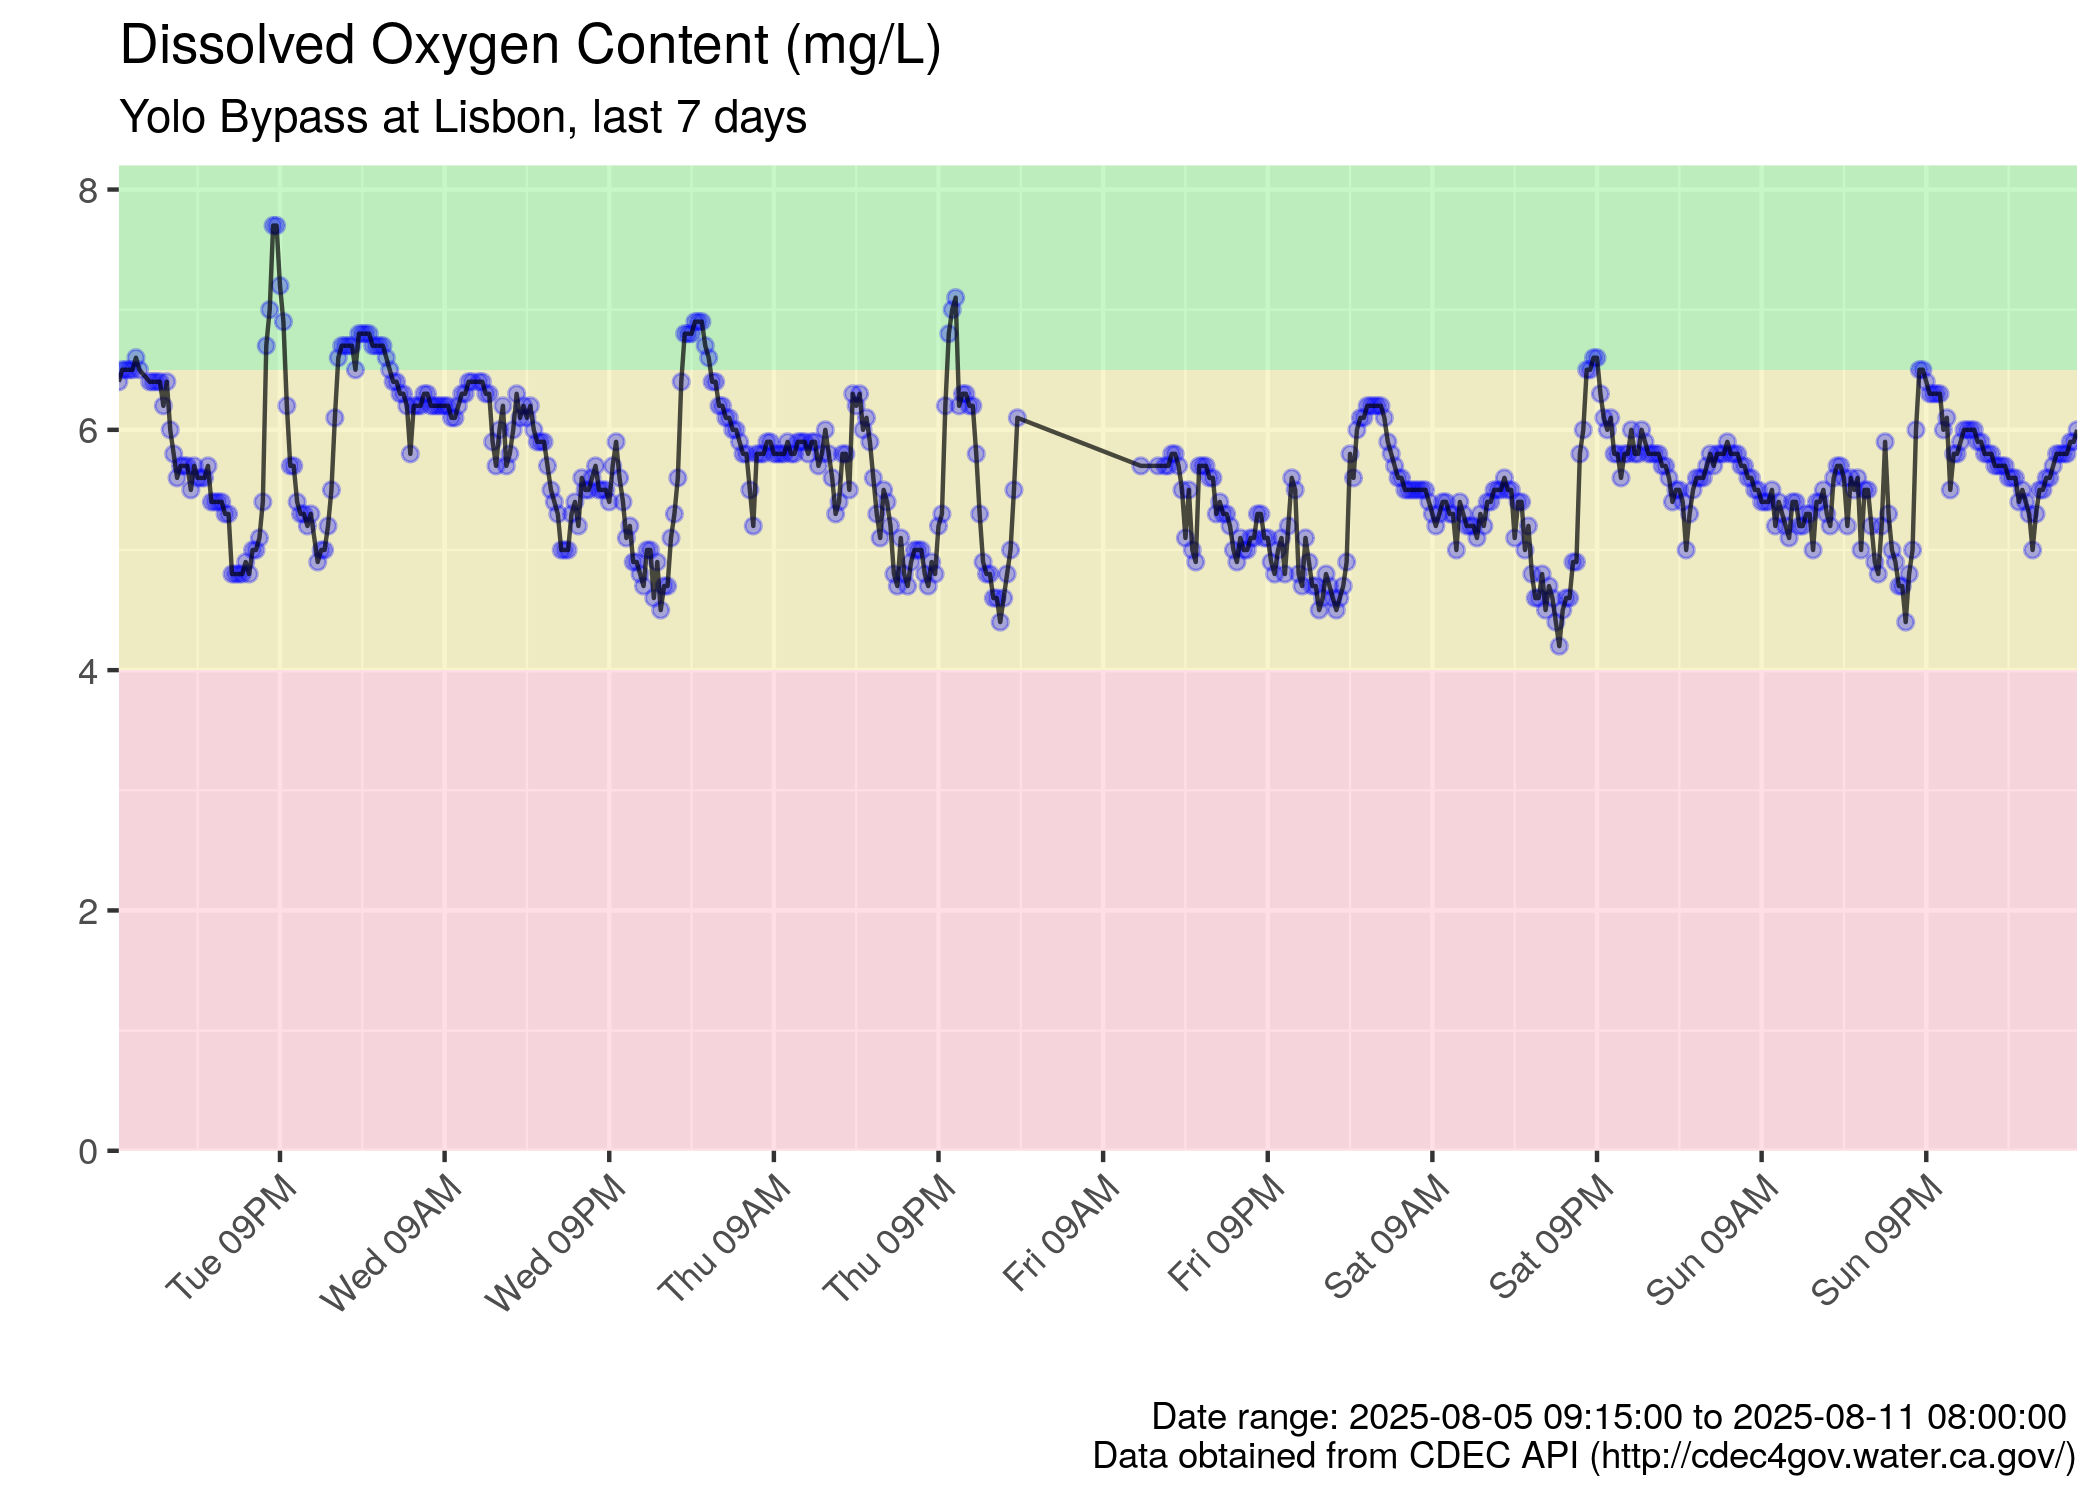 Dissolved Oxygen Content (mg/L)
Yolo Bypass at Lisbon, last 7 days
8
6
4
2
0
Tue 09PM
Wed 09AM
Wed 09PM
Thu 09AM
Thu 09PM
Fri 09AM
Fri 09PM
Sat 09AM
Sat 09PM
Sun 09AM
Sun 09PM
Date range: 2025-08-05 09:15:00 to 2025-08-11 08:00:00
Data obtained from CDEC API (http://cdec4gov.water.ca.gov/)